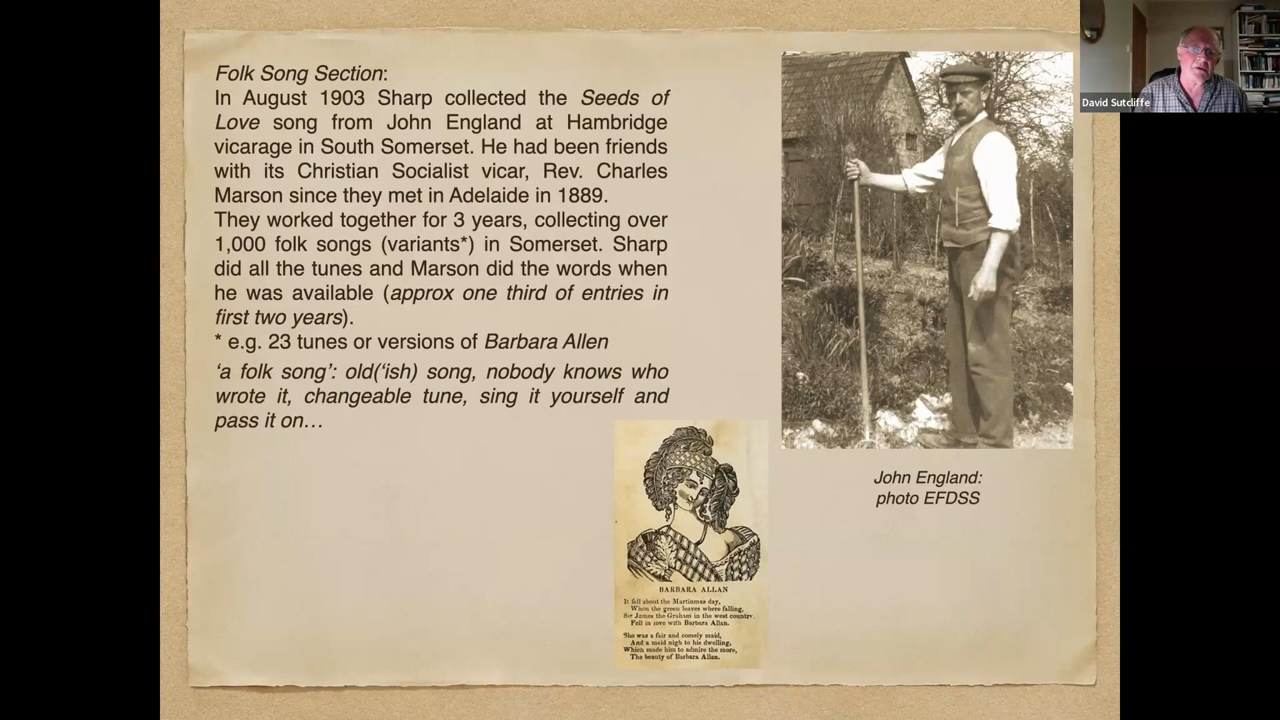 Folk Song Section:
In August 1903 Sharp collected the Seeds of
Love song from John England at Hambridge
vicarage in South Somerset. He had been friends
with its Christian Socialist vicar, Rev. Charles
Marson since they met in Adelaide in 1889.
They worked together for 3 years, collecting over
1,000 folk songs (variants*) in Somerset. Sharp
did all the tunes and Marson did the words when
he was available (approx one third of entries in
first two years).
* e.g. 23 tunes or versions of Barbara Allen
‘a folk song’: old(‘ish) song, nobody knows who
wrote it, changeable tune, sing it yourself and
pass it on…
John England:
photo EFDSS
BARBARA ALLAN
It fell about the Martinmas day,
When the green leaves where falling,
Sir James the Graham in the west country
Fell in love with Barbara Allan.
She was a fair and comely maid,
And a maid nigh to his dwelling,
Which made him to admire the more,
The beauty of Barbara Allan.
David Sutcliffe